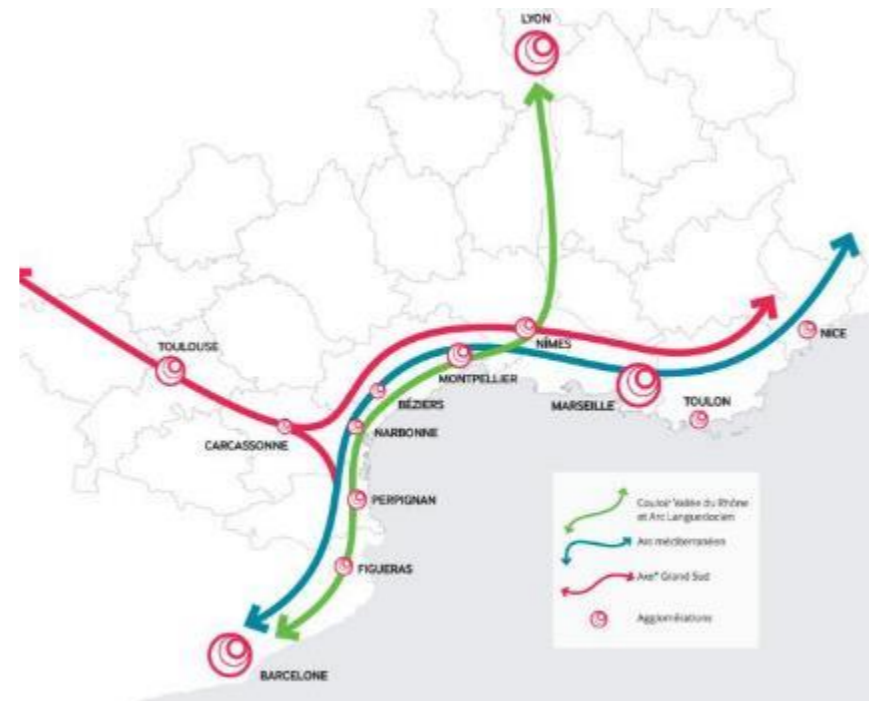 LYON
TOULOUSE
NÎMES
NICE
MONTPELLIER
BÉZIERS
MARSEILLE
TOULON
CARCASSONNE
NARBONNE
PERPIGNAN
FIGUERAS
BARCELONE
Couloir Vallée du Rhône
et Arc Languedocien
Arc méditerranéen
Axe* Grand Sud
Agglomérations